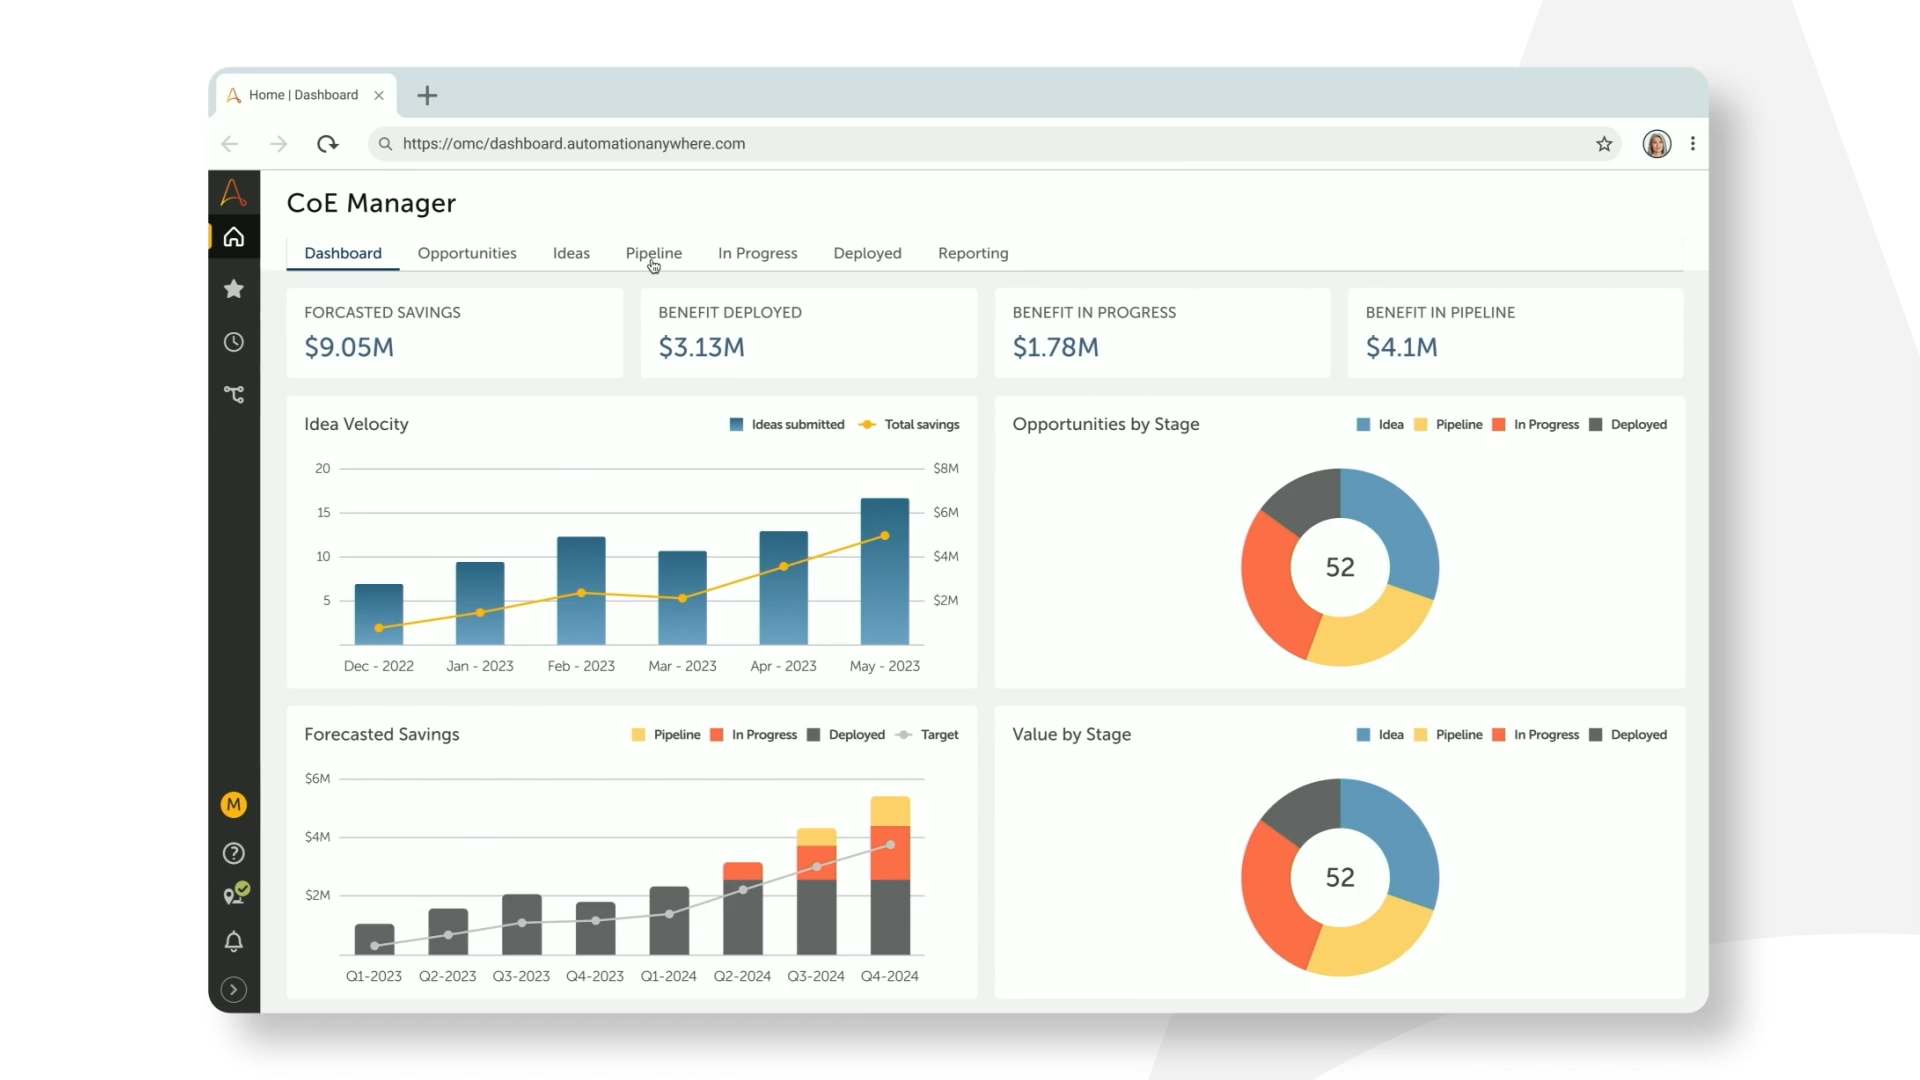 Home | Dashboard
https://omc/dashboard.automationanywhere.com
CoE Manager
Dashboard Opportunities Ideas Pipeline In Progress Deployed Reporting
FORCASTED SAVINGS BENEFIT DEPLOYED BENEFIT IN PROGRESS BENEFIT IN PIPELINE
$9.05M $3.13M $1.78M $4.1M
Idea Velocity Ideas submitted Total savings
20 $8M
15 $6M
10 $4M
5 $2M
Dec - 2022 Jan - 2023 Feb - 2023 Mar - 2023 Apr - 2023 May - 2023
Opportunities by Stage Idea Pipeline In Progress Deployed
52
Forecasted Savings Pipeline In Progress Deployed Target
$6M
$4M
$2M
Q1-2023 Q2-2023 Q3-2023 Q4-2023 Q1-2024 Q2-2024 Q3-2024 Q4-2024
Value by Stage Idea Pipeline In Progress Deployed
52
M